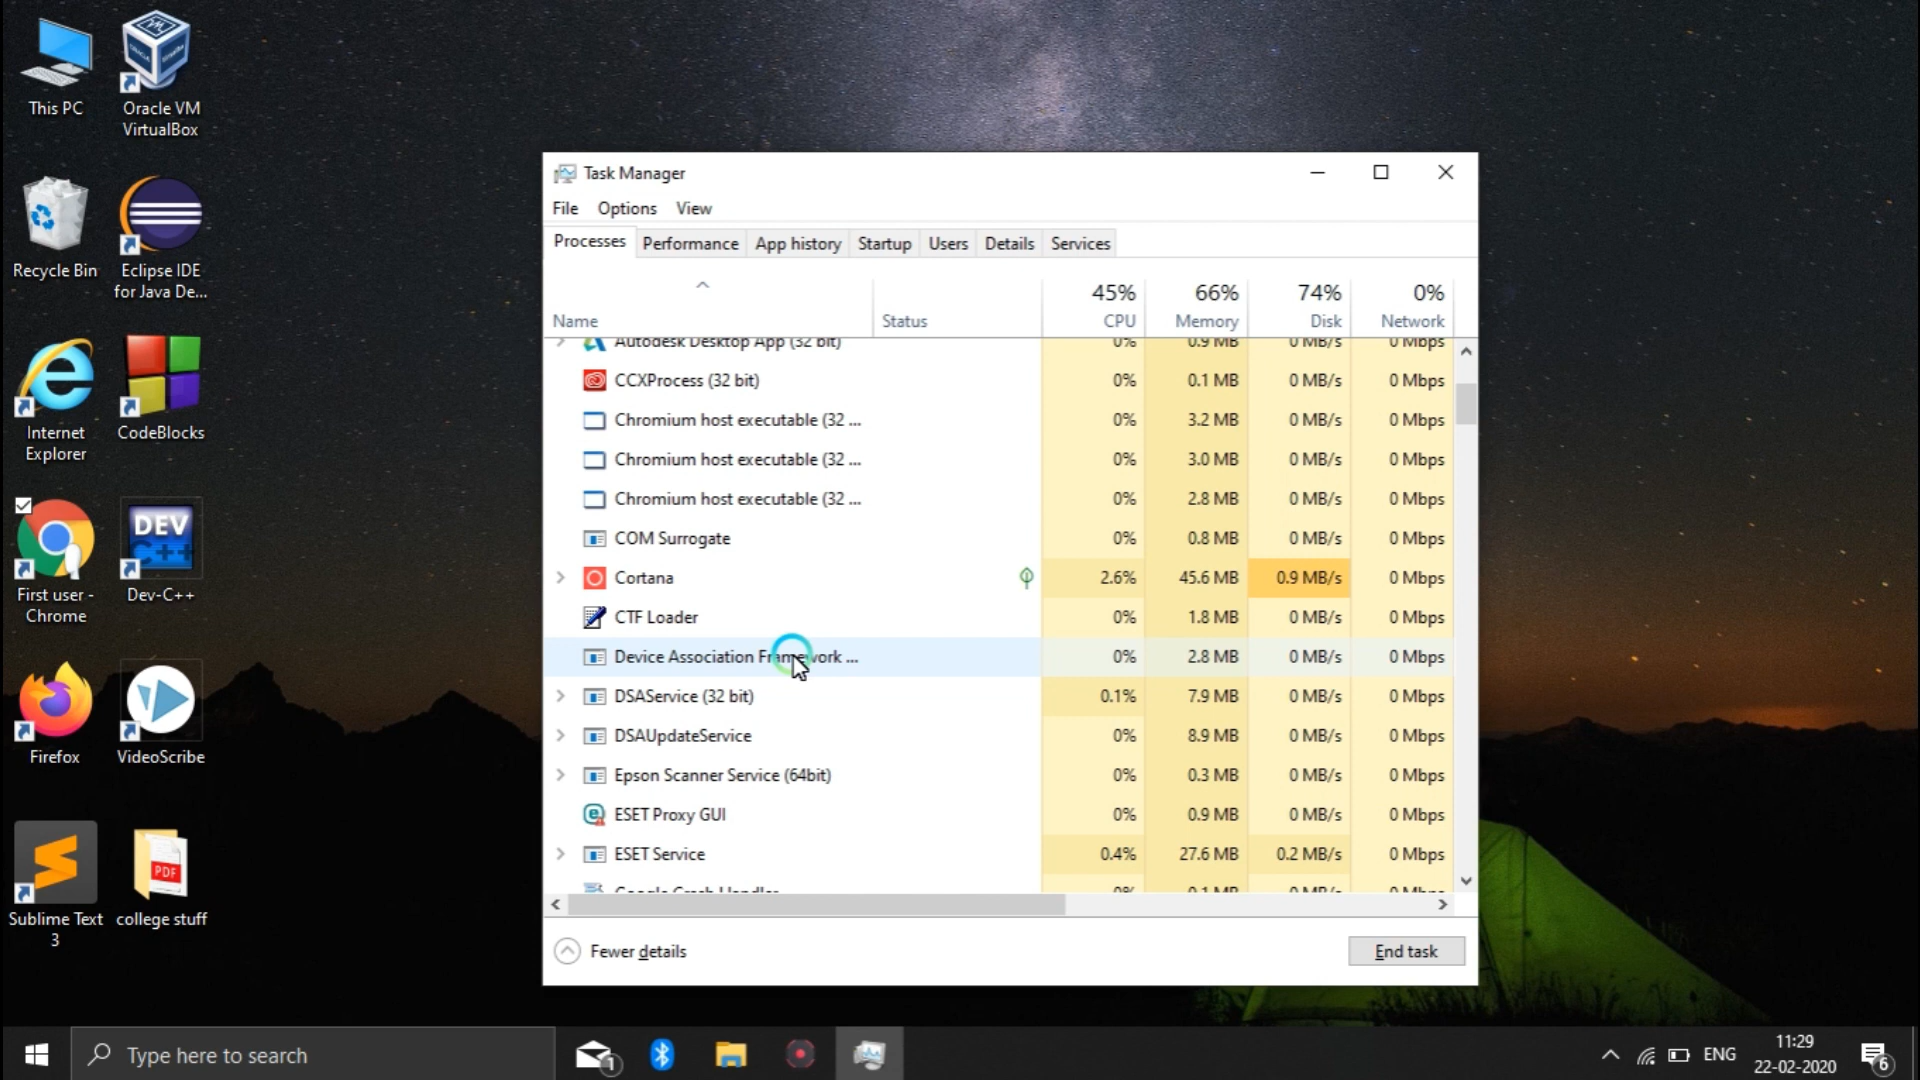 This PC
Oracle VM
VirtualBox
Recycle Bin
Eclipse IDE
for Java De...
Internet
Explorer
CodeBlocks
First user -
Chrome
DEV
C++
Dev-C++
Firefox
VideoScribe
Sublime Text
3
PDF
college stuff
Task Manager
File Options View
Processes Performance App history Startup Users Details Services
45% 66% 74% 0%
Name Status CPU Memory Disk Network
Autodesk Desktop App (32 bit) 0% 0.9 MB 0 MB/s 0 Mbps
CCXProcess (32 bit) 0% 0.1 MB 0 MB/s 0 Mbps
Chromium host executable (32 ... 0% 3.2 MB 0 MB/s 0 Mbps
Chromium host executable (32 ... 0% 3.0 MB 0 MB/s 0 Mbps
Chromium host executable (32 ... 0% 2.8 MB 0 MB/s 0 Mbps
COM Surrogate 0% 0.8 MB 0 MB/s 0 Mbps
Cortana 2.6% 45.6 MB 0.9 MB/s 0 Mbps
CTF Loader 0% 1.8 MB 0 MB/s 0 Mbps
Device Association Framework ... 0% 2.8 MB 0 MB/s 0 Mbps
DSAService (32 bit) 0.1% 7.9 MB 0 MB/s 0 Mbps
DSAUpdateService 0% 8.9 MB 0 MB/s 0 Mbps
Epson Scanner Service (64bit) 0% 0.3 MB 0 MB/s 0 Mbps
ESET Proxy GUI 0% 0.9 MB 0 MB/s 0 Mbps
ESET Service 0.4% 27.6 MB 0.2 MB/s 0 Mbps
Google Crash Handler 0% 0.1 MB 0 MB/s 0 Mbps
Fewer details End task
Type here to search
1
ENG
11:29
22-02-2020
6